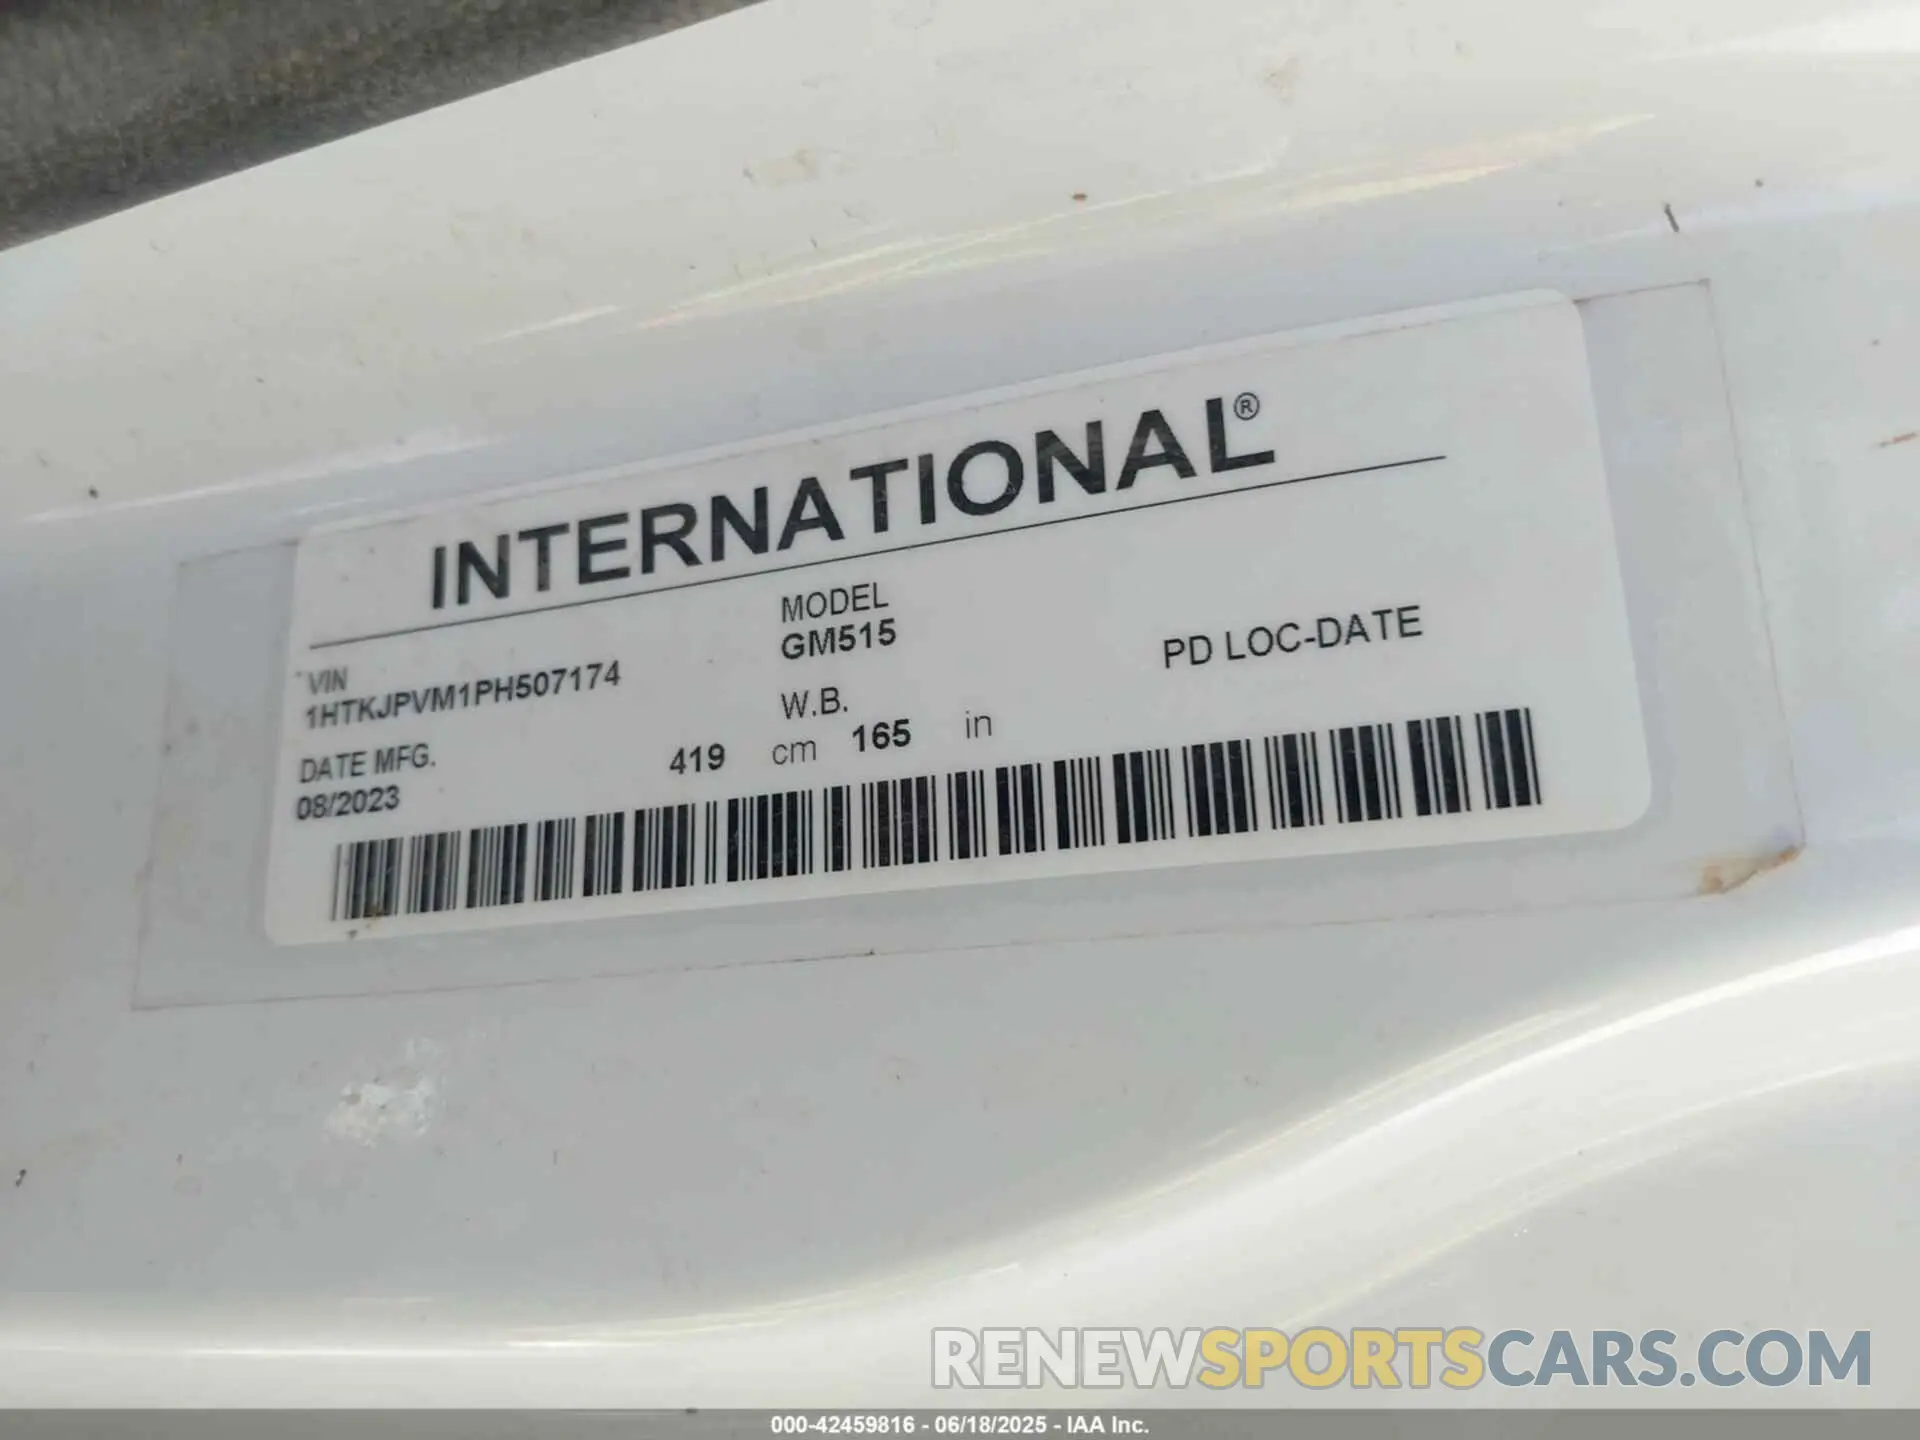 INTERNATIONAL®
VIN
1HTKJPVM1PH507174
MODEL
GM515
PD LOC-DATE
DATE MFG.
08/2023
W.B.
419 cm 165 in
RENEWSPORTSCARS.COM
000-42459816 - 06/18/2025 - IAA Inc.